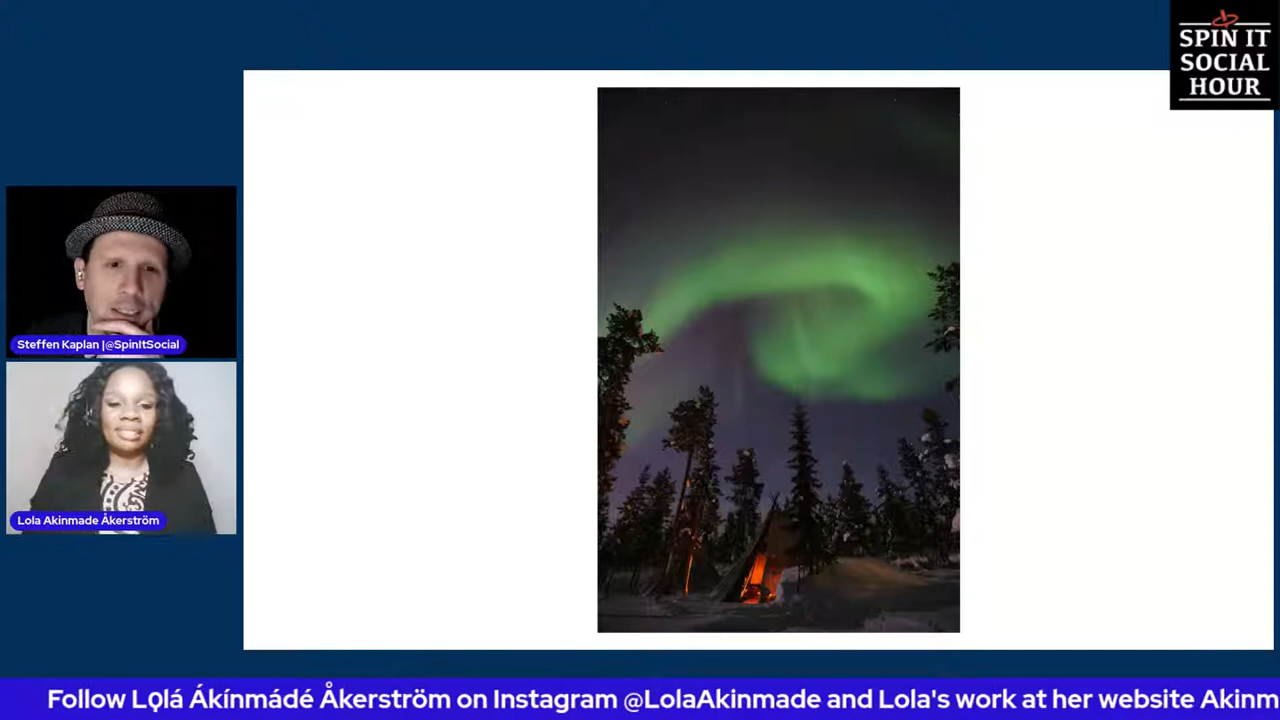 SPIN IT
SOCIAL
HOUR
Steffen Kaplan |@SpinItSocial
Lola Akinmade Åkerström
Follow Lọlá Ákínmádé Åkerström on Instagram @LolaAkinmade and Lola's work at her website Akinm